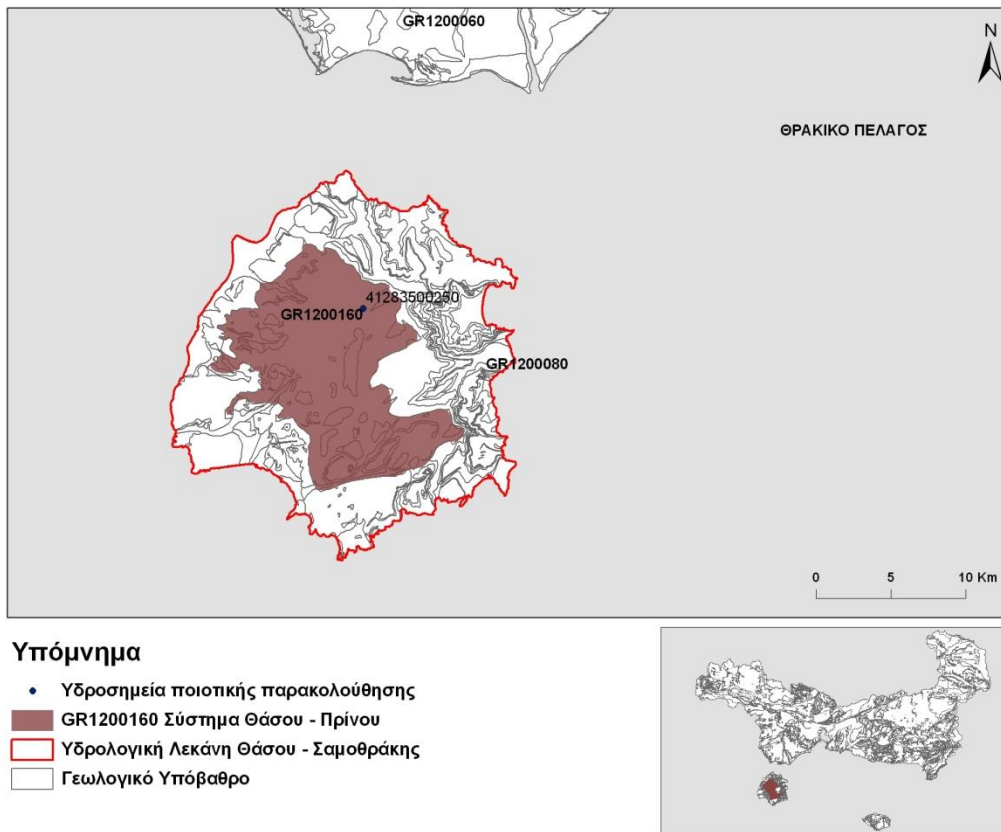 GR1200060
N
ΘΡΑΚΙΚΟ ΠΕΛΑΓΟΣ
41283500250
GR1200160
GR1200080
0 5 10 Km
Υπόμνημα
Υδροσημεία ποιοτικής παρακολούθησης
GR1200160 Σύστημα Θάσου - Πρίνου
Υδρολογική Λεκάνη Θάσου - Σαμοθράκης
Γεωλογικό Υπόβαθρο